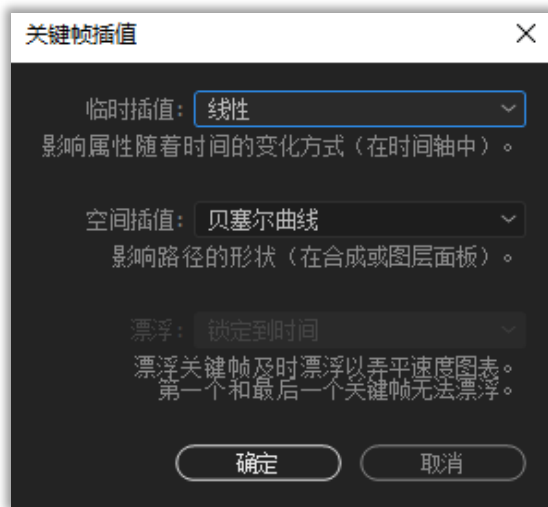 关键帧插值
临时插值: 线性
影响属性随着时间的变化方式(在时间轴中)。
空间插值: 贝塞尔曲线
影响路径的形状(在合成或图层面板)。
漂浮: 锁定到时间
漂浮关键帧及时漂浮以弄平速度图表。
第一个和最后一个关键帧无法漂浮。
确定 取消